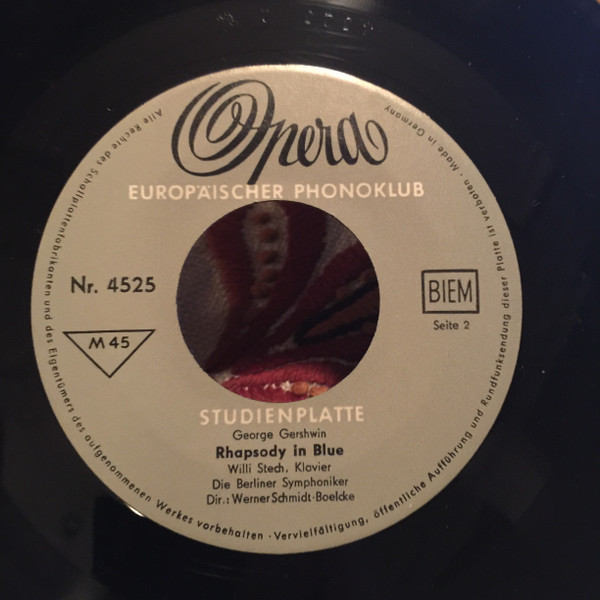 Opera
EUROPÄISCHER PHONOKLUB
Nr. 4525
M 45
BIEM
Seite 2
STUDIENPLATTE
George Gershwin
Rhapsody in Blue
Willi Stech, Klavier
Die Berliner Symphoniker
Dir.: Werner Schmidt-Boelcke
Alle Rechte des Schallplattenfabrikanten und des Eigentümers des aufgenommenen Werkes vorbehalten · Vervielfältigung, öffentliche Aufführung und Rundfunksendung dieser Platte ist verboten · Made in Germany